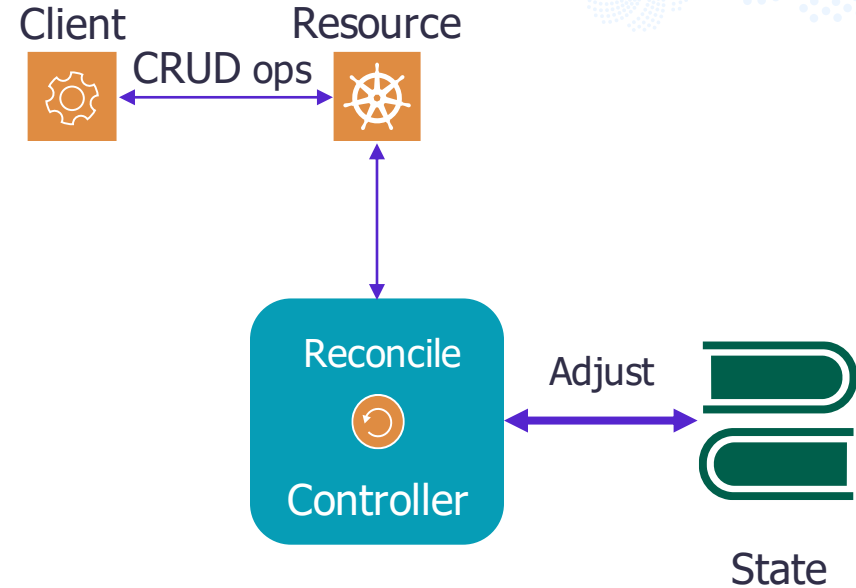 Client
Resource
CRUD ops
Reconcile
Adjust
Controller
State